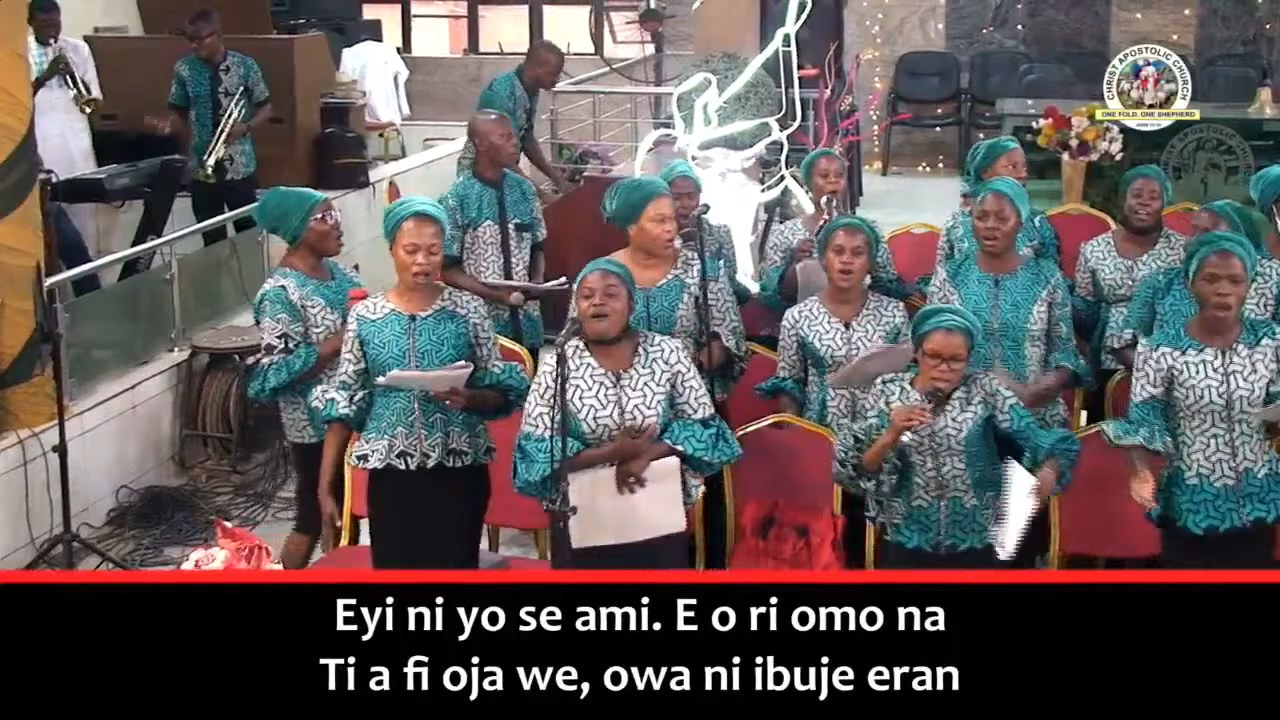 CHRIST APOSTOLIC CHURCH
ONE FOLD, ONE SHEPHERD
Eyi ni yo se ami. E o ri omo na
Ti a fi oja we, owa ni ibuje eran